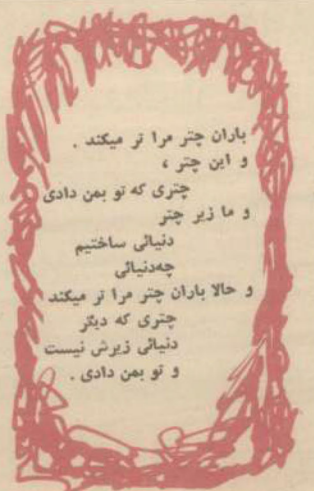 باران چتر مرا تر میکند .
و این چتر ،
چتری که تو بمن دادی
و ما زیر چتر
دنیائی ساختیم
چه‌دنیائی
و حالا باران چتر مرا تر میکند
چتری که دیگر
دنیائی زیرش نیست
و تو بمن دادی .